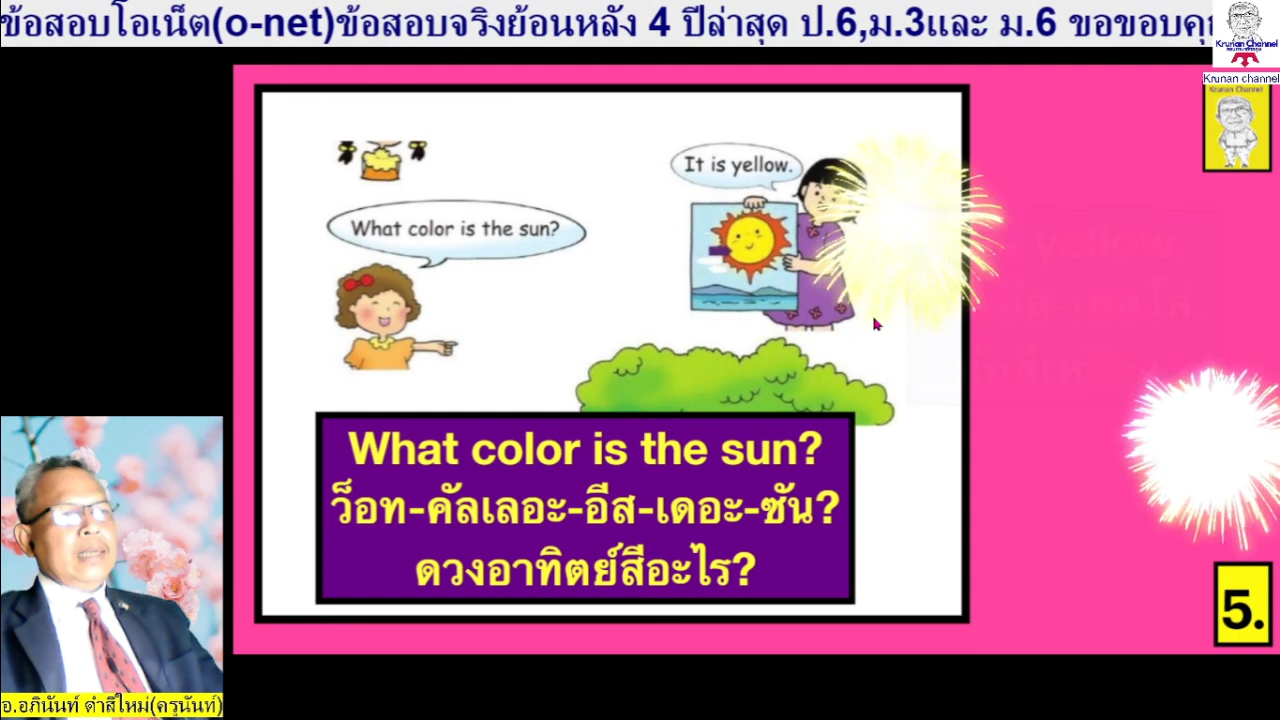 ข้อสอบโอเน็ต(o-net)ข้อสอบจริงย้อนหลัง 4 ปีล่าสุด ป.6,ม.3และ ม.6 ขอขอบคุ
Krunan Channel
Krunan channel
Krunan Channel
It is yellow.
What color is the sun?
yellow.
What color is the sun?
ว็อท-คัลเลอะ-อีส-เดอะ-ซัน?
ดวงอาทิตย์สีอะไร?
5.
อ.อภินันท์ ดำสีใหม่(ครูนันท์)